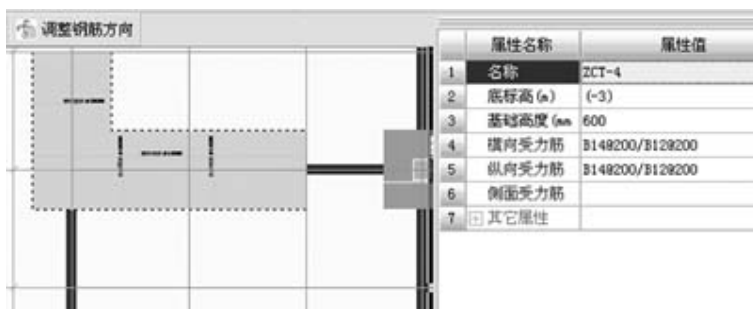 调整钢筋方向
属性名称 属性值
1 名称 ZCT-4
2 底标高(m) (-3)
3 基础高度(mm 600
4 横向受力筋 B14@200/B12@200
5 纵向受力筋 B14@200/B12@200
6 侧面受力筋
7 + 其它属性